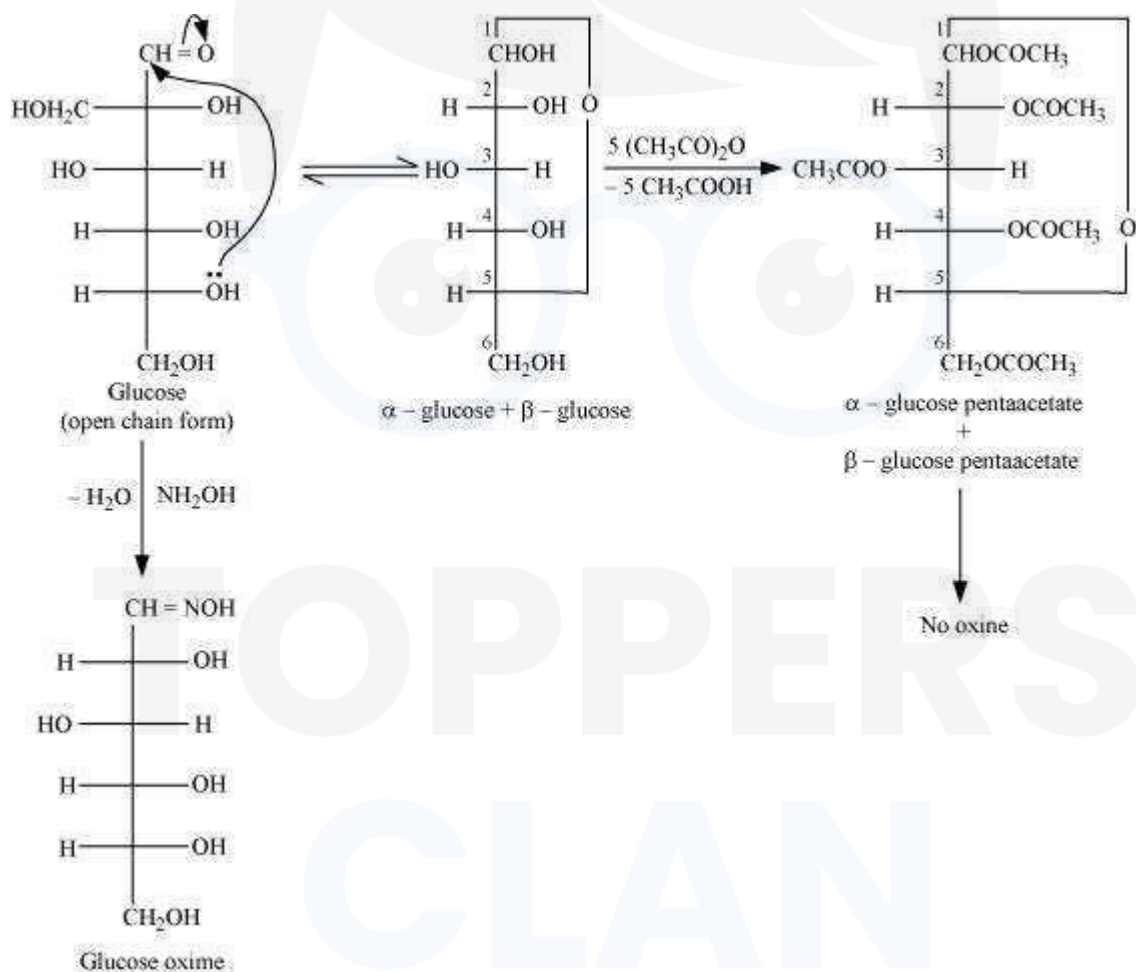 CH = O
HOH₂C OH
HO H
H OH
H OH
CH₂OH
Glucose
(open chain form)
1
CHOH
2
H OH O
3
HO H
4
H OH
5
H
6
CH₂OH
α – glucose + β – glucose
5 (CH₃CO)₂O
– 5 CH₃COOH
1
CHOCOCH₃
2
H OCOCH₃
3
CH₃COO H
4
H OCOCH₃ O
5
H
6
CH₂OCOCH₃
α – glucose pentaacetate
+
β – glucose pentaacetate
No oxine
– H₂O NH₂OH
CH = NOH
H OH
HO H
H OH
H OH
CH₂OH
Glucose oxime
TOPPERS
CLAN